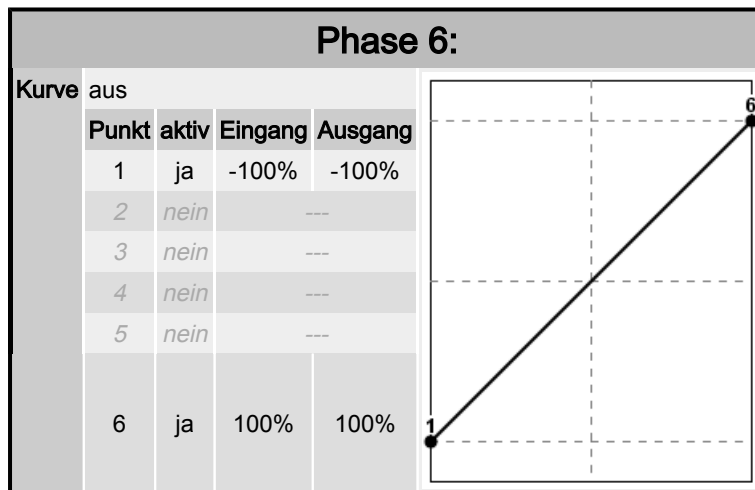 Phase 6:
Kurve aus
Punkt aktiv Eingang Ausgang
1 ja -100% -100%
2 nein ---
3 nein ---
4 nein ---
5 nein ---
6 ja 100% 100%
6
1